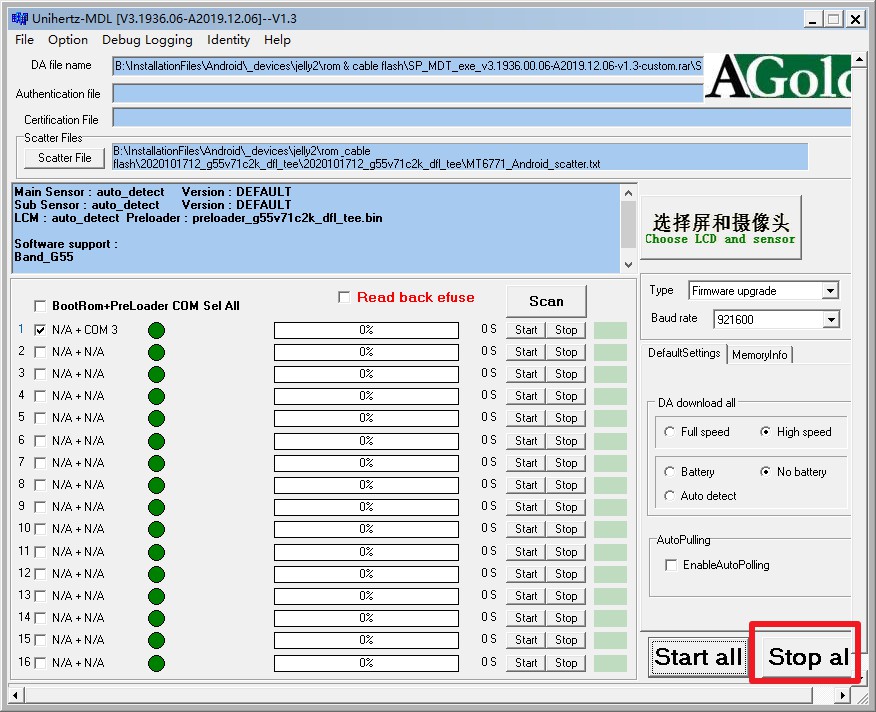 Unihertz-MDL [V3.1936.06-A2019.12.06]--V1.3
File Option Debug Logging Identity Help
DA file name B:\InstallationFiles\Android\_devices\jelly2\rom & cable flash\SP_MDT_exe_v3.1936.00.06-A2019.12.06-v1.3-custom.rar\S
AGold
Authentication file
Certification File
Scatter Files
Scatter File
B:\InstallationFiles\Android\_devices\jelly2\rom_cable
flash\2020101712_g55v71c2k_dfl_tee\2020101712_g55v71c2k_dfl_tee\MT6771_Android_scatter.txt
Main Sensor : auto_detect Version : DEFAULT
Sub Sensor : auto_detect Version : DEFAULT
LCM : auto_detect Preloader : preloader_g55v71c2k_dfl_tee.bin
Software support :
Band_G55
选择屏和摄像头
Choose LCD and sensor
BootRom+PreLoader COM Sel All
Read back efuse
Scan
1 N/A + COM 3 0% 0 S Start Stop
2 N/A + N/A 0% 0 S Start Stop
3 N/A + N/A 0% 0 S Start Stop
4 N/A + N/A 0% 0 S Start Stop
5 N/A + N/A 0% 0 S Start Stop
6 N/A + N/A 0% 0 S Start Stop
7 N/A + N/A 0% 0 S Start Stop
8 N/A + N/A 0% 0 S Start Stop
9 N/A + N/A 0% 0 S Start Stop
10 N/A + N/A 0% 0 S Start Stop
11 N/A + N/A 0% 0 S Start Stop
12 N/A + N/A 0% 0 S Start Stop
13 N/A + N/A 0% 0 S Start Stop
14 N/A + N/A 0% 0 S Start Stop
15 N/A + N/A 0% 0 S Start Stop
16 N/A + N/A 0% 0 S Start Stop
Type Firmware upgrade
Baud rate 921600
DefaultSettings MemoryInfo
DA download all
Full speed High speed
Battery No battery
Auto detect
AutoPulling
EnableAutoPolling
Start all Stop al